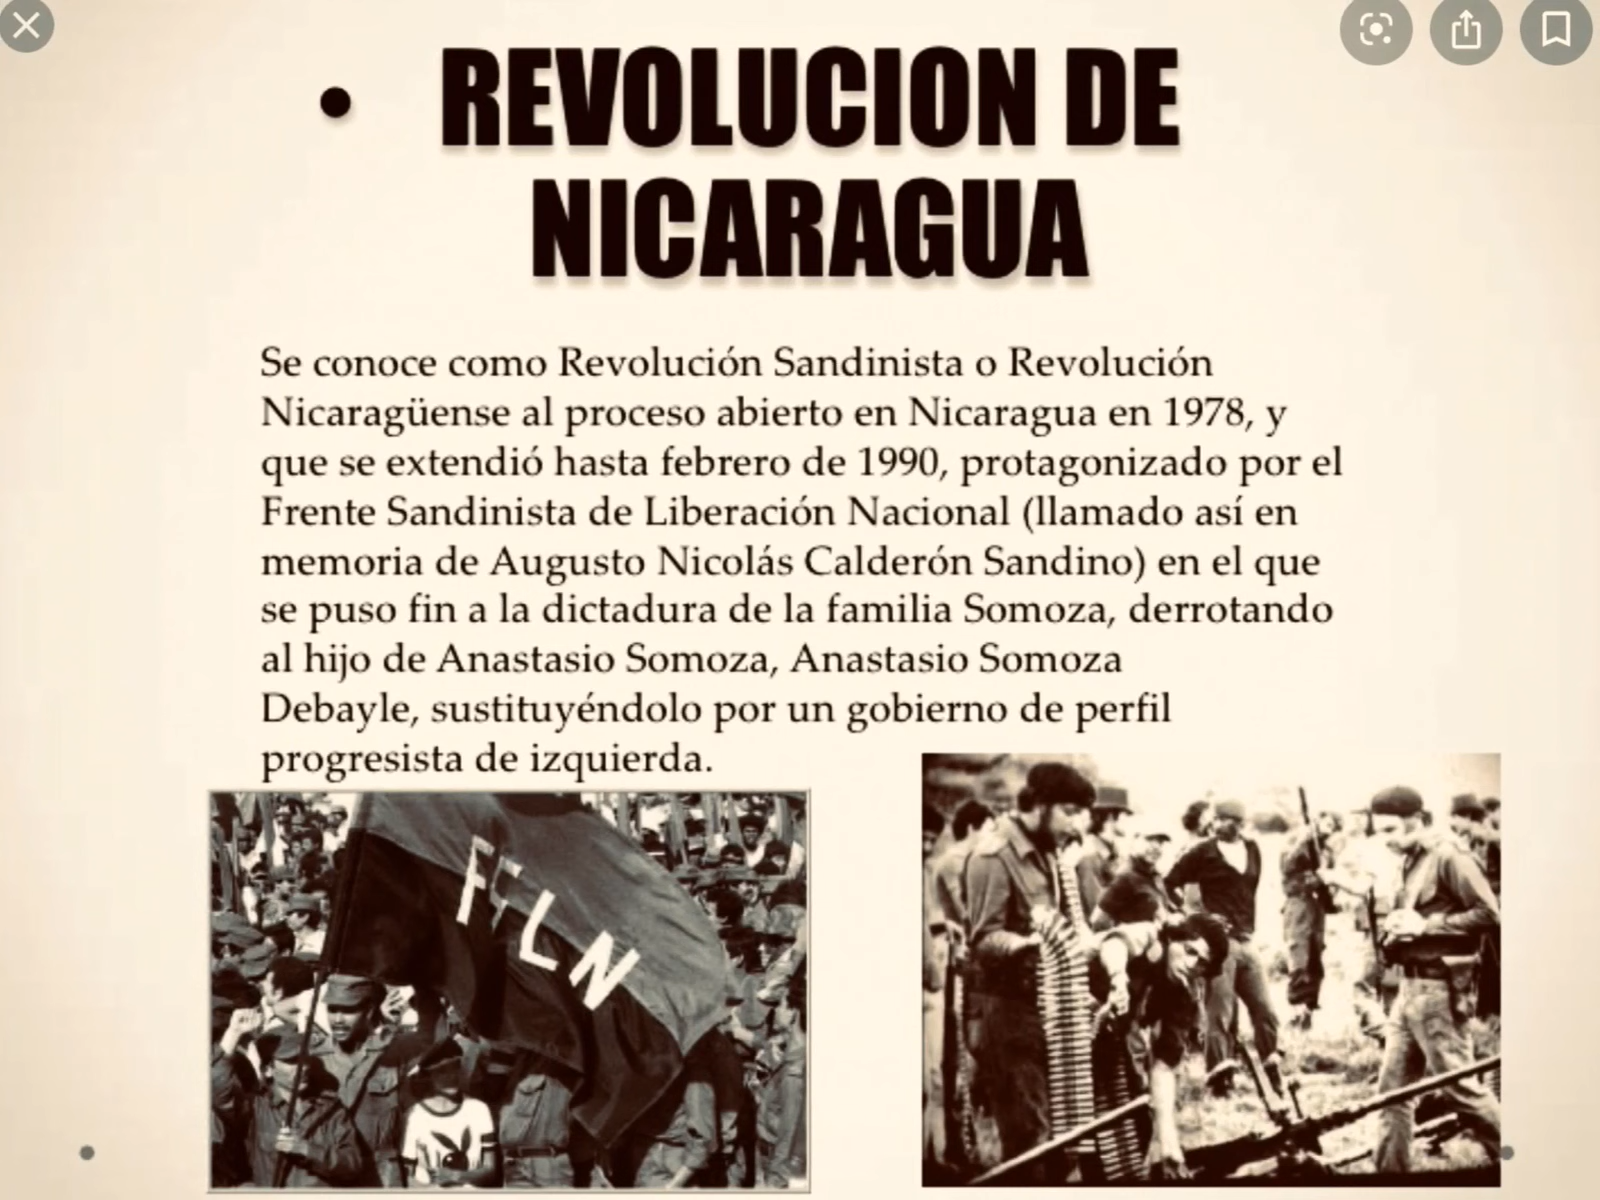 • REVOLUCION DE
NICARAGUA
Se conoce como Revolución Sandinista o Revolución
Nicaragüense al proceso abierto en Nicaragua en 1978, y
que se extendió hasta febrero de 1990, protagonizado por el
Frente Sandinista de Liberación Nacional (llamado así en
memoria de Augusto Nicolás Calderón Sandino) en el que
se puso fin a la dictadura de la familia Somoza, derrotando
al hijo de Anastasio Somoza, Anastasio Somoza
Debayle, sustituyéndolo por un gobierno de perfil
progresista de izquierda.
FSLN